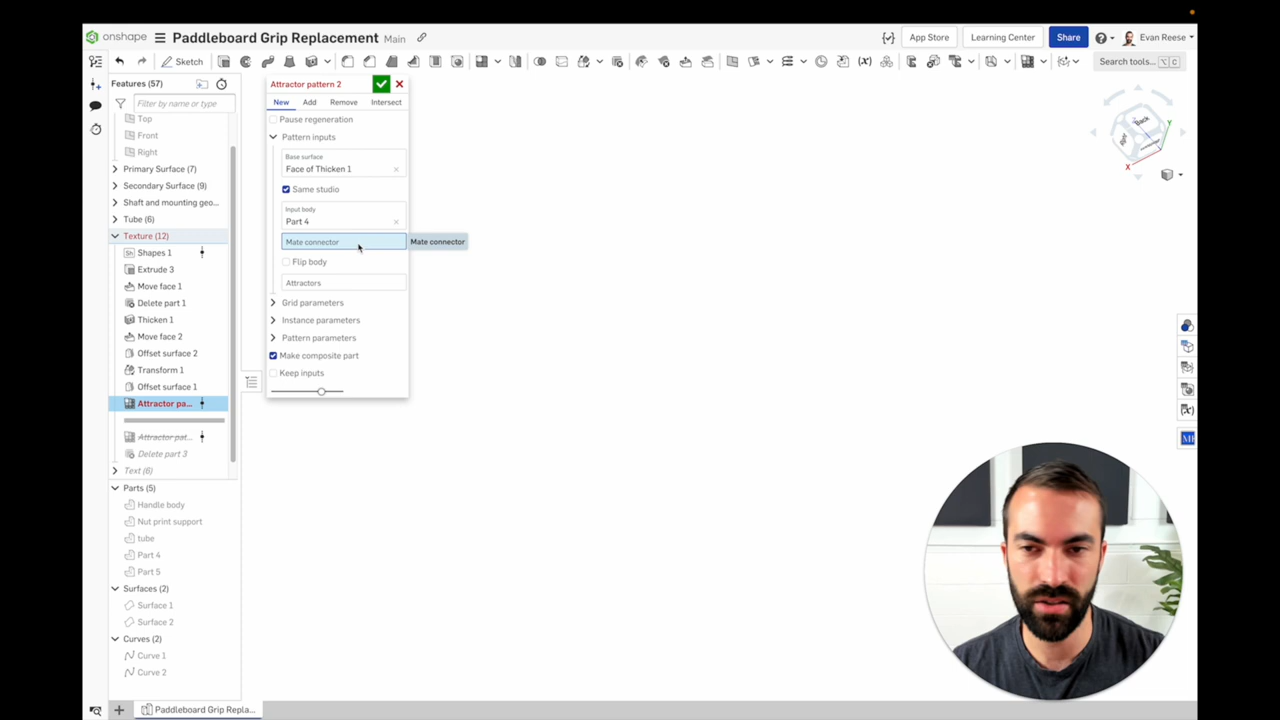 onshape Paddleboard Grip Replacement Main App Store Learning Center Share Evan Reese
Sketch Search tools... ⌥ C
Features (57)
Filter by name or type
Top
Front
Right
Primary Surface (7)
Secondary Surface (9)
Shaft and mounting geo...
Tube (6)
Texture (12)
Shapes 1
Extrude 3
Move face 1
Delete part 1
Thicken 1
Move face 2
Offset surface 2
Transform 1
Offset surface 1
Attractor pa...
Attractor pat...
Delete part 3
Text (6)
Parts (5)
Handle body
Nut print support
tube
Part 4
Part 5
Surfaces (2)
Surface 1
Surface 2
Curves (2)
Curve 1
Curve 2
Attractor pattern 2
New Add Remove Intersect
Pause regeneration
Pattern inputs
Base surface
Face of Thicken 1
Same studio
Input body
Part 4
Mate connector Mate connector
Flip body
Attractors
Grid parameters
Instance parameters
Pattern parameters
Make composite part
Keep inputs
Back
Y
X
Paddleboard Grip Repla...